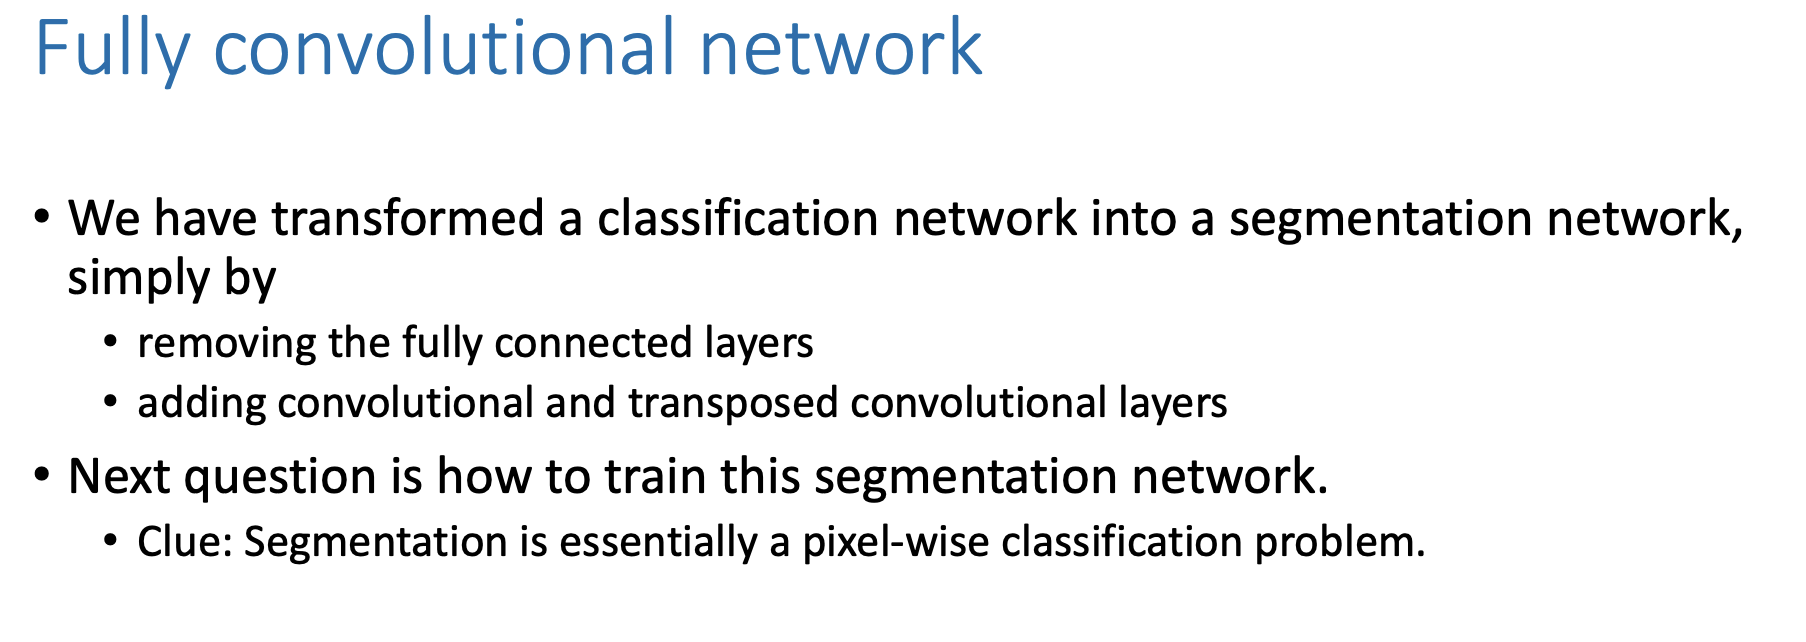 Fully convolutional network
• We have transformed a classification network into a segmentation network,
simply by
• removing the fully connected layers
• adding convolutional and transposed convolutional layers
• Next question is how to train this segmentation network.
• Clue: Segmentation is essentially a pixel-wise classification problem.